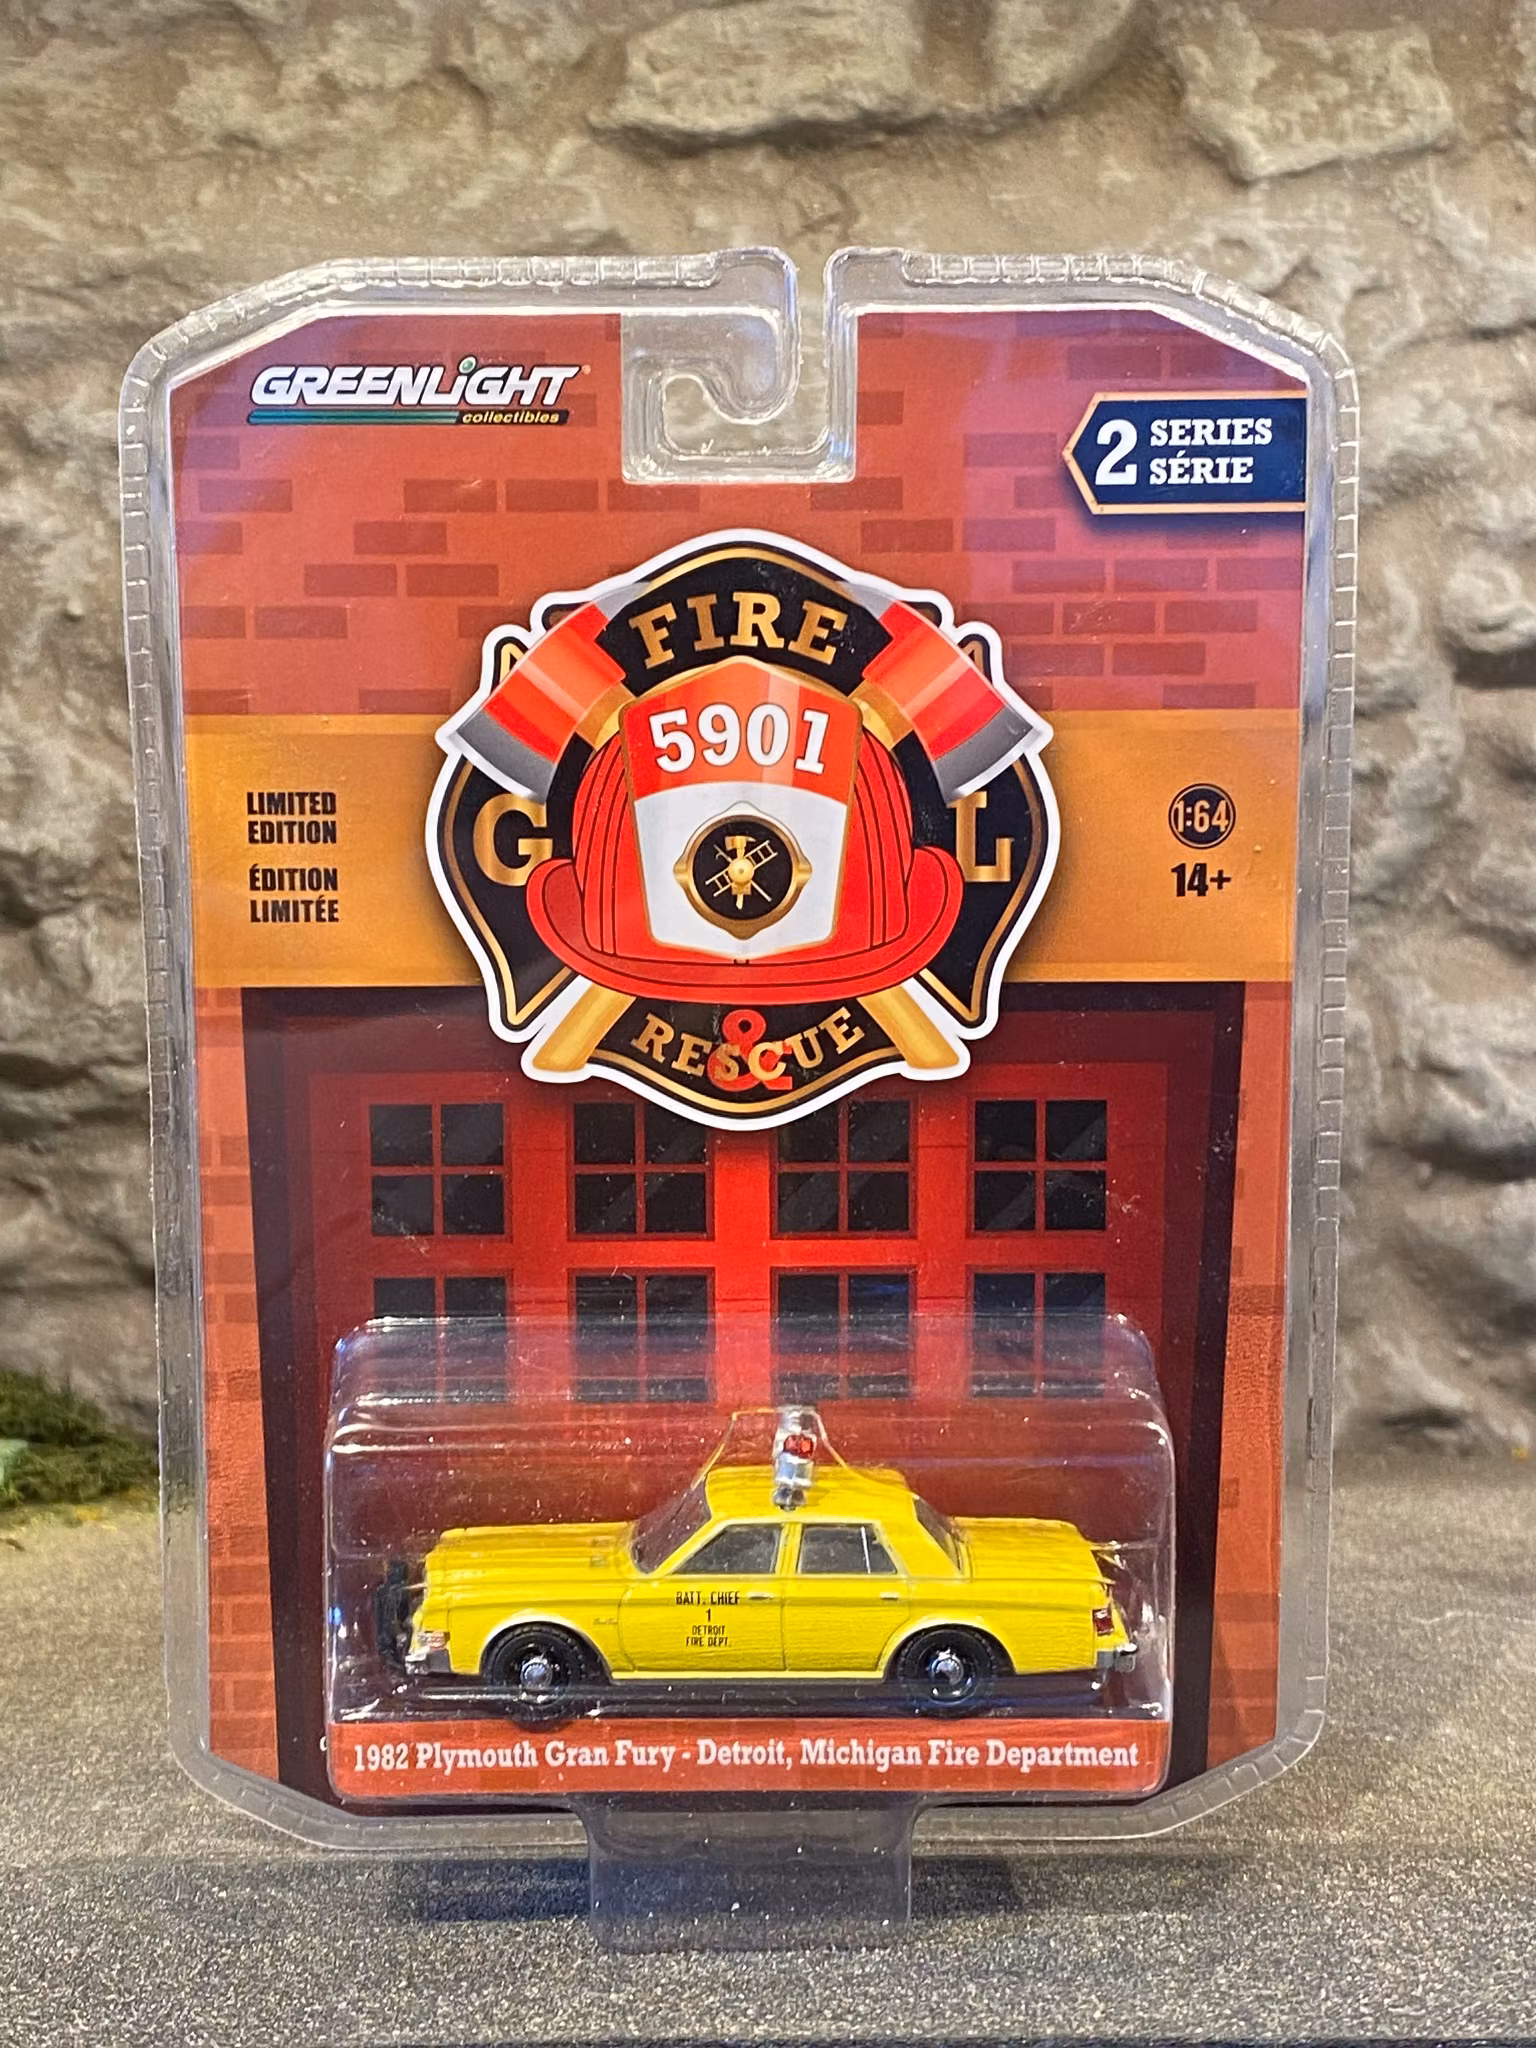 GREENLiGHT
collectibles
2 SERIES
SÉRIE
FIRE
5901
G L
&
RESCUE
LIMITED
EDITION
ÉDITION
LIMITÉE
1:64
14+
BATT. CHIEF
1
DETROIT
FIRE DEPT.
1982 Plymouth Gran Fury - Detroit, Michigan Fire Department